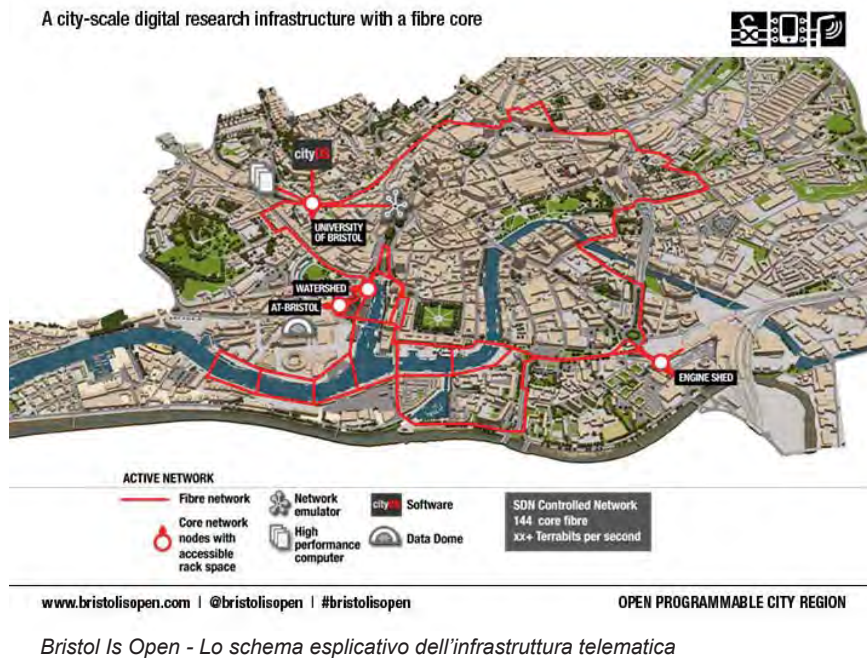 A city-scale digital research infrastructure with a fibre core
cityOS
UNIVERSITY
OF BRISTOL
WATERSHED
AT-BRISTOL
ENGINE SHED
ACTIVE NETWORK
Fibre network
Core network
nodes with
accessible
rack space
Network
emulator
High
performance
computer
cityOS
Software
Data Dome
SDN Controlled Network
144 core fibre
xx+ Terrabits per second
www.bristolisopen.com | @bristolisopen | #bristolisopen
OPEN PROGRAMMABLE CITY REGION
Bristol Is Open - Lo schema esplicativo dell'infrastruttura telematica